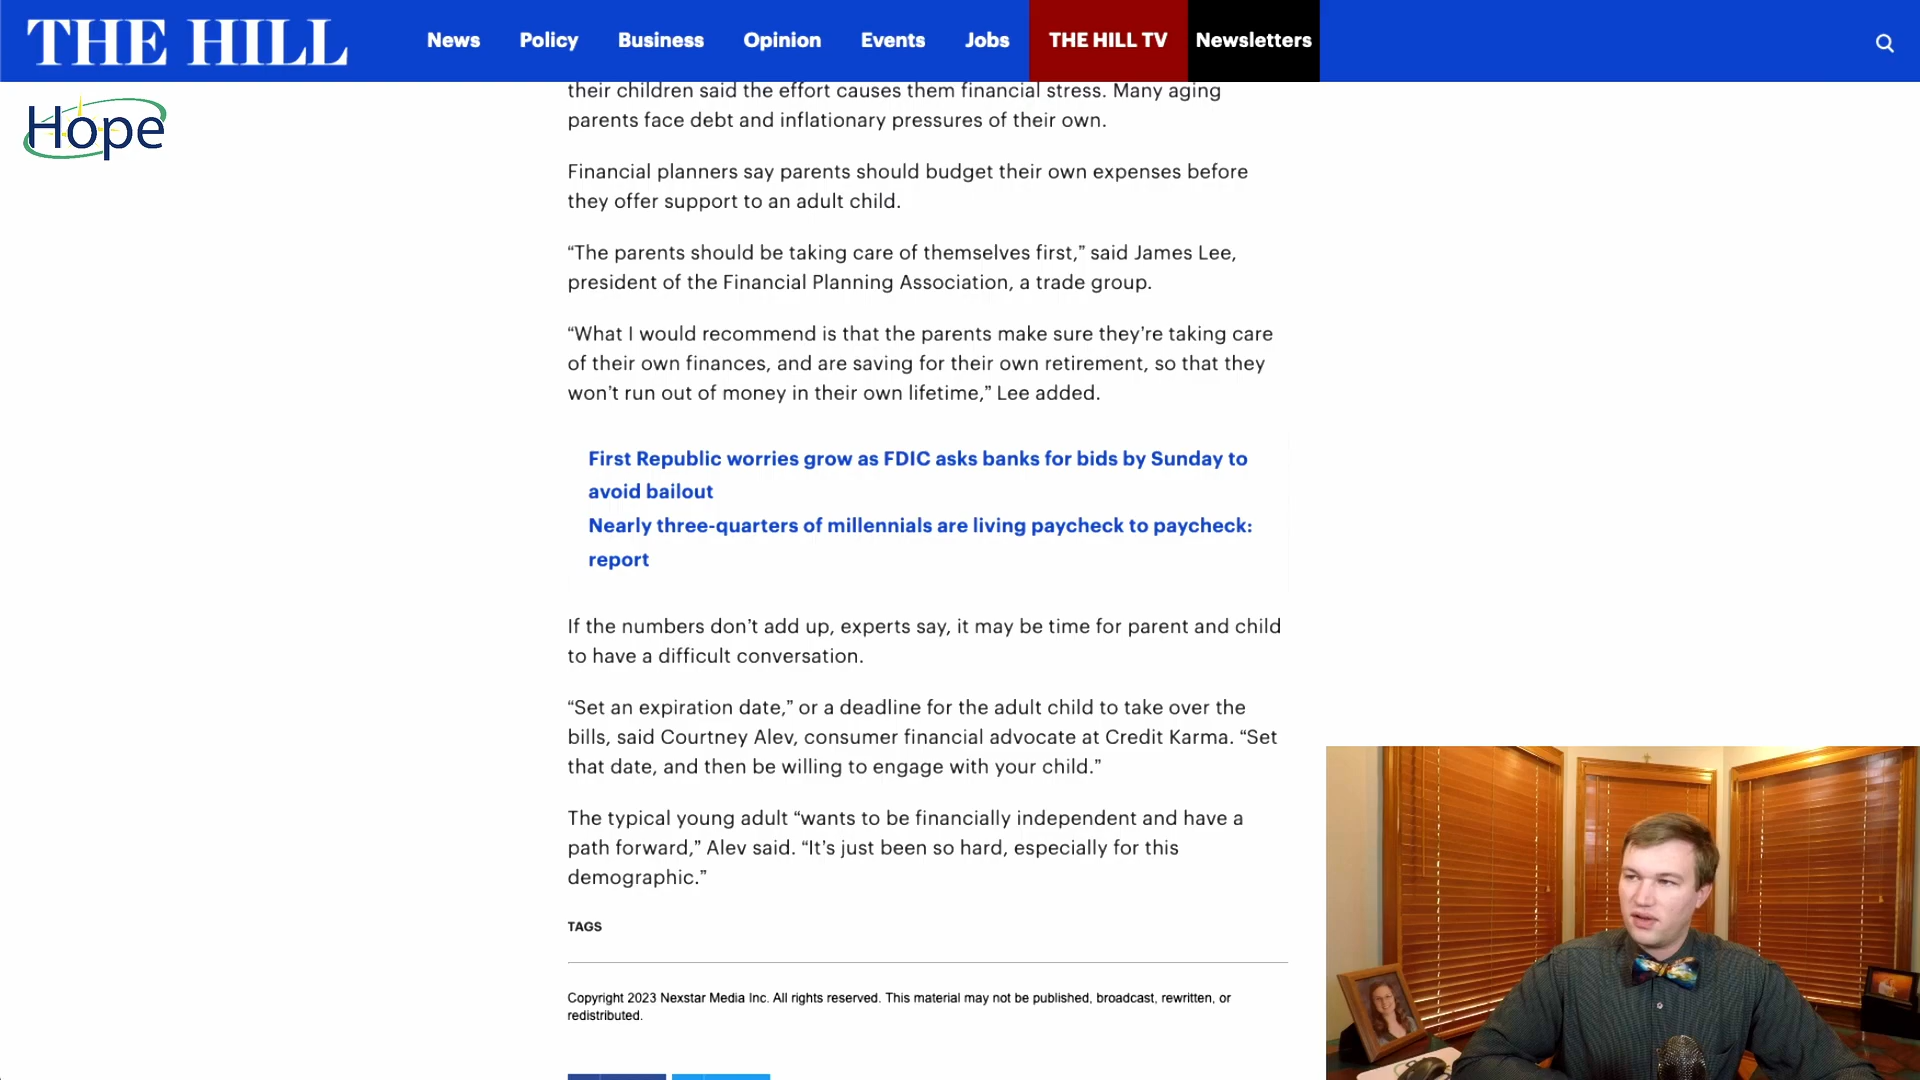 THE HILL
News Policy Business Opinion Events Jobs THE HILL TV Newsletters
Hope
their children said the effort causes them financial stress. Many aging
parents face debt and inflationary pressures of their own.
Financial planners say parents should budget their own expenses before
they offer support to an adult child.
“The parents should be taking care of themselves first,” said James Lee,
president of the Financial Planning Association, a trade group.
“What I would recommend is that the parents make sure they’re taking care
of their own finances, and are saving for their own retirement, so that they
won’t run out of money in their own lifetime,” Lee added.
First Republic worries grow as FDIC asks banks for bids by Sunday to
avoid bailout
Nearly three-quarters of millennials are living paycheck to paycheck:
report
If the numbers don’t add up, experts say, it may be time for parent and child
to have a difficult conversation.
“Set an expiration date,” or a deadline for the adult child to take over the
bills, said Courtney Alev, consumer financial advocate at Credit Karma. “Set
that date, and then be willing to engage with your child.”
The typical young adult “wants to be financially independent and have a
path forward,” Alev said. “It’s just been so hard, especially for this
demographic.”
TAGS
Copyright 2023 Nexstar Media Inc. All rights reserved. This material may not be published, broadcast, rewritten, or
redistributed.